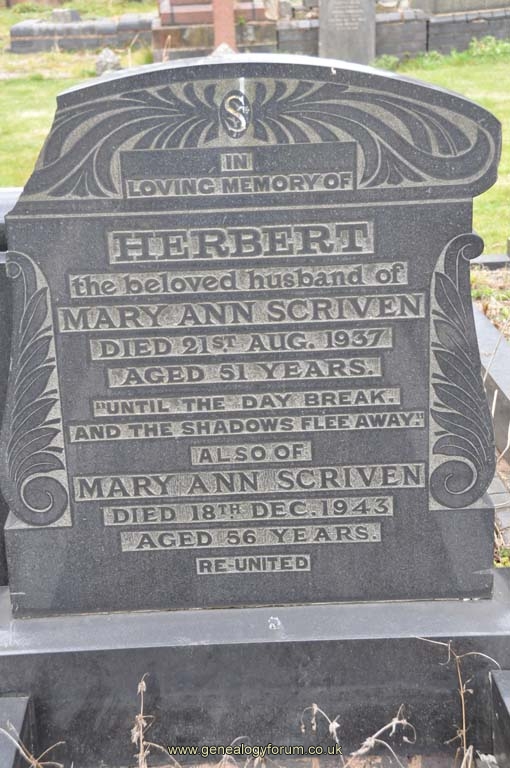 S
IN
LOVING MEMORY OF
HERBERT
the beloved husband of
MARY ANN SCRIVEN
DIED 21ST AUG. 1937
AGED 51 YEARS.
"UNTIL THE DAY BREAK.
AND THE SHADOWS FLEE AWAY."
ALSO OF
MARY ANN SCRIVEN
DIED 18TH DEC. 1943
AGED 56 YEARS.
RE-UNITED
www.genealogyforum.co.uk